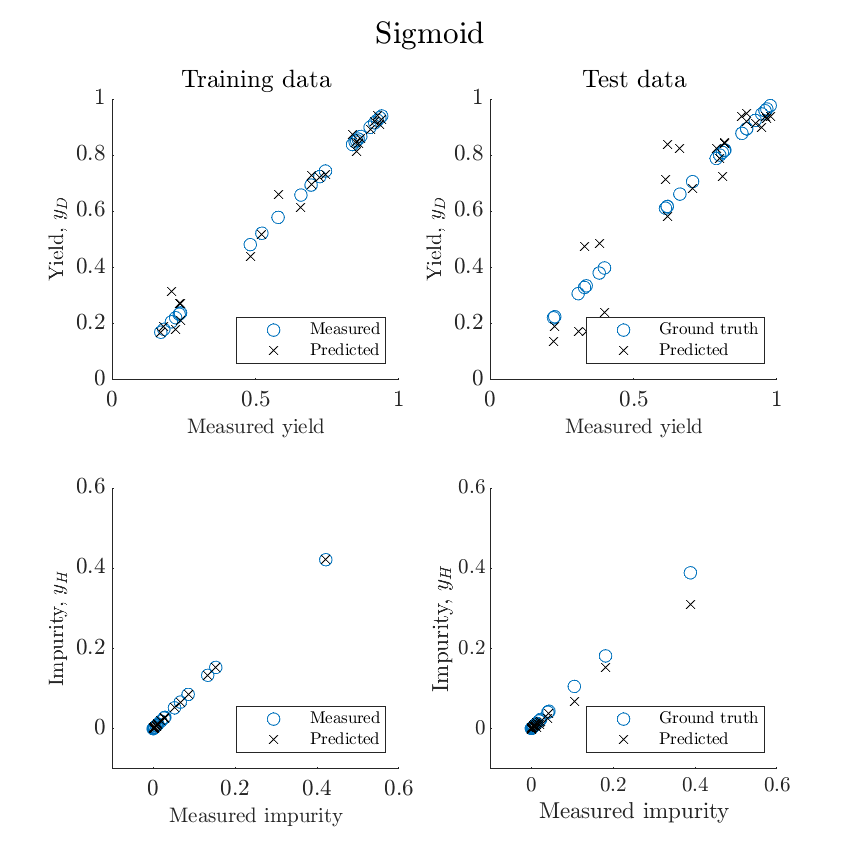 Sigmoid
Training data
Yield, y_D
1
0.8
0.6
0.4
0.2
0
0 0.5 1
Measured yield
Measured
Predicted
Test data
Yield, y_D
1
0.8
0.6
0.4
0.2
0
0 0.5 1
Measured yield
Ground truth
Predicted
Impurity, y_H
0.6
0.4
0.2
0
0 0.2 0.4 0.6
Measured impurity
Measured
Predicted
Impurity, y_H
0.6
0.4
0.2
0
0 0.2 0.4 0.6
Measured impurity
Ground truth
Predicted